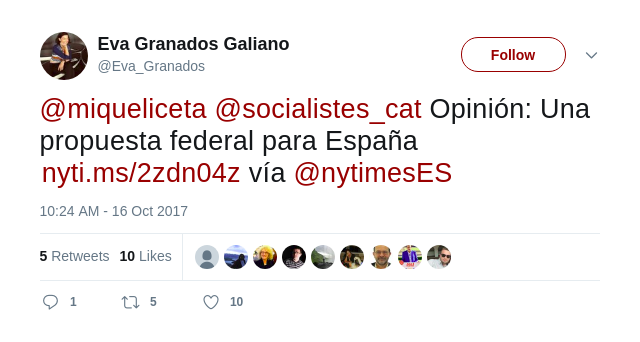 Eva Granados Galiano
@Eva_Granados
Follow
@miqueliceta @socialistes_cat Opinión: Una
propuesta federal para España
nyti.ms/2zdn04z vía @nytimesES
10:24 AM - 16 Oct 2017
5 Retweets 10 Likes
1 5 10